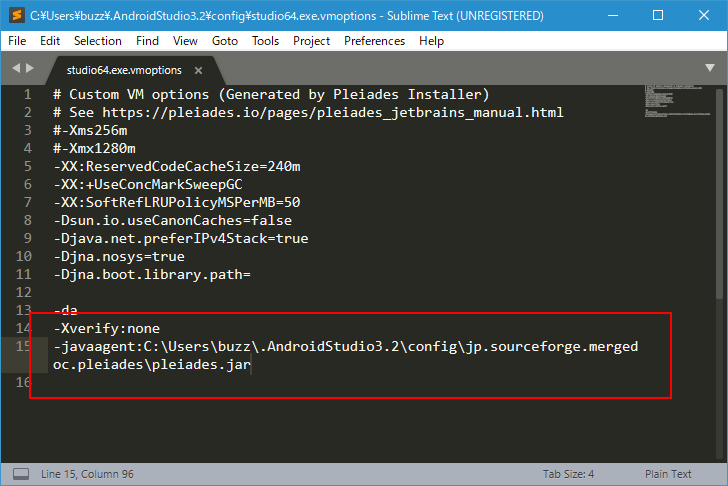 C:¥Users¥buzz¥.AndroidStudio3.2¥config¥studio64.exe.vmoptions - Sublime Text (UNREGISTERED)
File Edit Selection Find View Goto Tools Project Preferences Help
studio64.exe.vmoptions
1 # Custom VM options (Generated by Pleiades Installer)
2 # See https://pleiades.io/pages/pleiades_jetbrains_manual.html
3 #-Xms256m
4 #-Xmx1280m
5 -XX:ReservedCodeCacheSize=240m
6 -XX:+UseConcMarkSweepGC
7 -XX:SoftRefLRUPolicyMSPerMB=50
8 -Dsun.io.useCanonCaches=false
9 -Djava.net.preferIPv4Stack=true
10 -Djna.nosys=true
11 -Djna.boot.library.path=
12
13 -da
14 -Xverify:none
15 -javaagent:C:\Users\buzz\.AndroidStudio3.2\config\jp.sourceforge.merged
oc.pleiades\pleiades.jar
16
Line 15, Column 96 Tab Size: 4 Plain Text